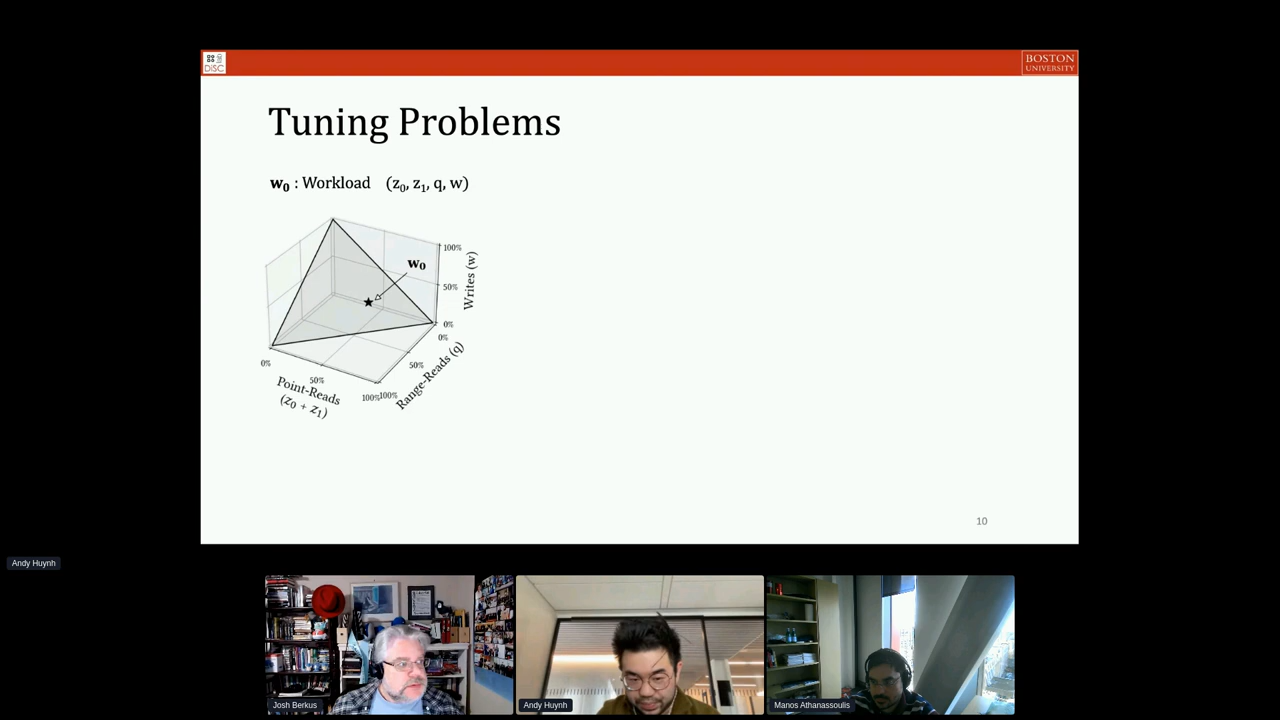 DiSC
BOSTON
UNIVERSITY
Tuning Problems
w₀ : Workload (z₀, z₁, q, w)
w₀
100%
50%
0%
Writes (w)
0%
50%
100%
Range-Reads (q)
0%
50%
100%
Point-Reads
(z₀ + z₁)
10
Andy Huynh
Josh Berkus
Andy Huynh
Manos Athanassoulis